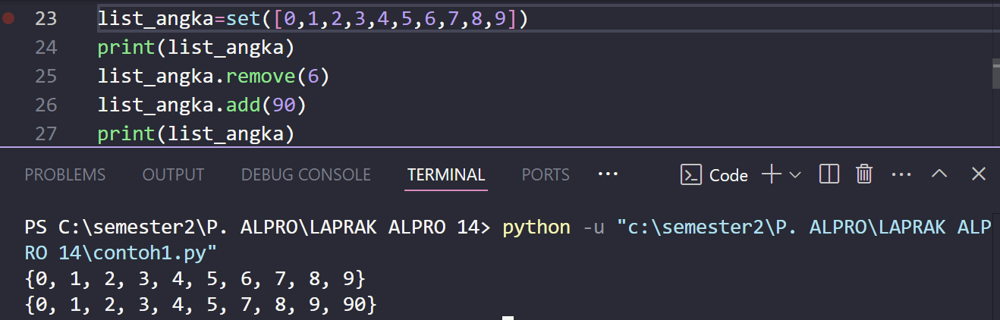 23 list_angka=set([0,1,2,3,4,5,6,7,8,9])
24 print(list_angka)
25 list_angka.remove(6)
26 list_angka.add(90)
27 print(list_angka)
PROBLEMS OUTPUT DEBUG CONSOLE TERMINAL PORTS ··· Code
PS C:\semester2\P. ALPRO\LAPRAK ALPRO 14> python -u "c:\semester2\P. ALPRO\LAPRAK ALP
RO 14\contoh1.py"
{0, 1, 2, 3, 4, 5, 6, 7, 8, 9}
{0, 1, 2, 3, 4, 5, 7, 8, 9, 90}